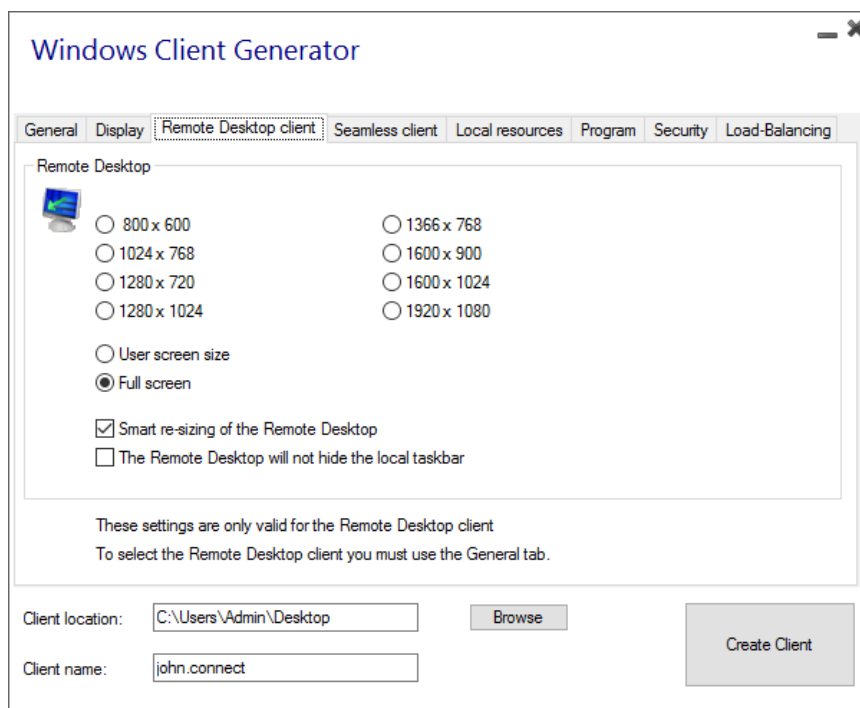 Windows Client Generator
General Display Remote Desktop client Seamless client Local resources Program Security Load-Balancing
Remote Desktop
800 x 600
1024 x 768
1280 x 720
1280 x 1024
1366 x 768
1600 x 900
1600 x 1024
1920 x 1080
User screen size
Full screen
Smart re-sizing of the Remote Desktop
The Remote Desktop will not hide the local taskbar
These settings are only valid for the Remote Desktop client
To select the Remote Desktop client you must use the General tab.
Client location: C:\Users\Admin\Desktop Browse
Client name: john.connect
Create Client